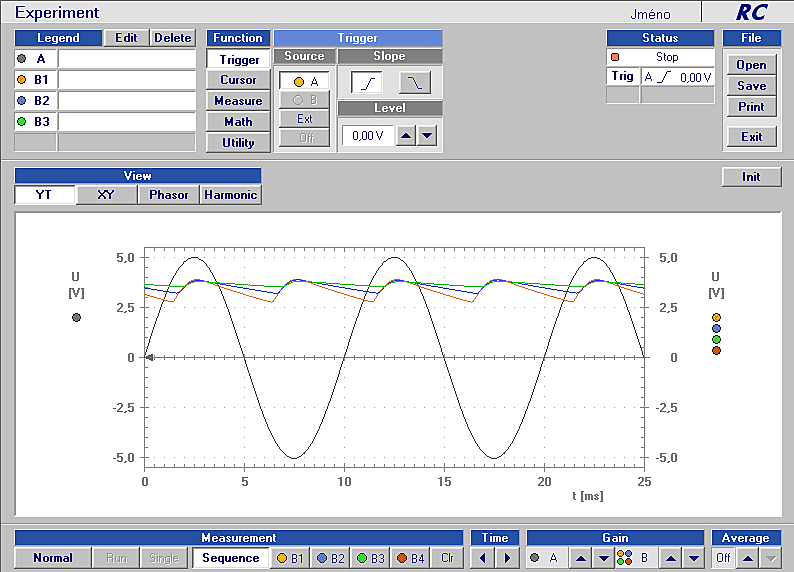 Experiment Jméno RC
Legend Edit Delete Function Trigger Status File
A Trigger Source Slope Stop Open
B1 Cursor A Trig A 0,00 V Save
B2 Measure B Level Print
B3 Math Ext 0,00 V
Utility Off Exit
View Init
YT XY Phasor Harmonic
5,0 5,0
U U
[V] [V]
2,5 2,5
0 0
-2,5 -2,5
-5,0 -5,0
0 5 10 15 20 25
t [ms]
Measurement Time Gain Average
Normal Run Single Sequence B1 B2 B3 B4 Clr A B Off